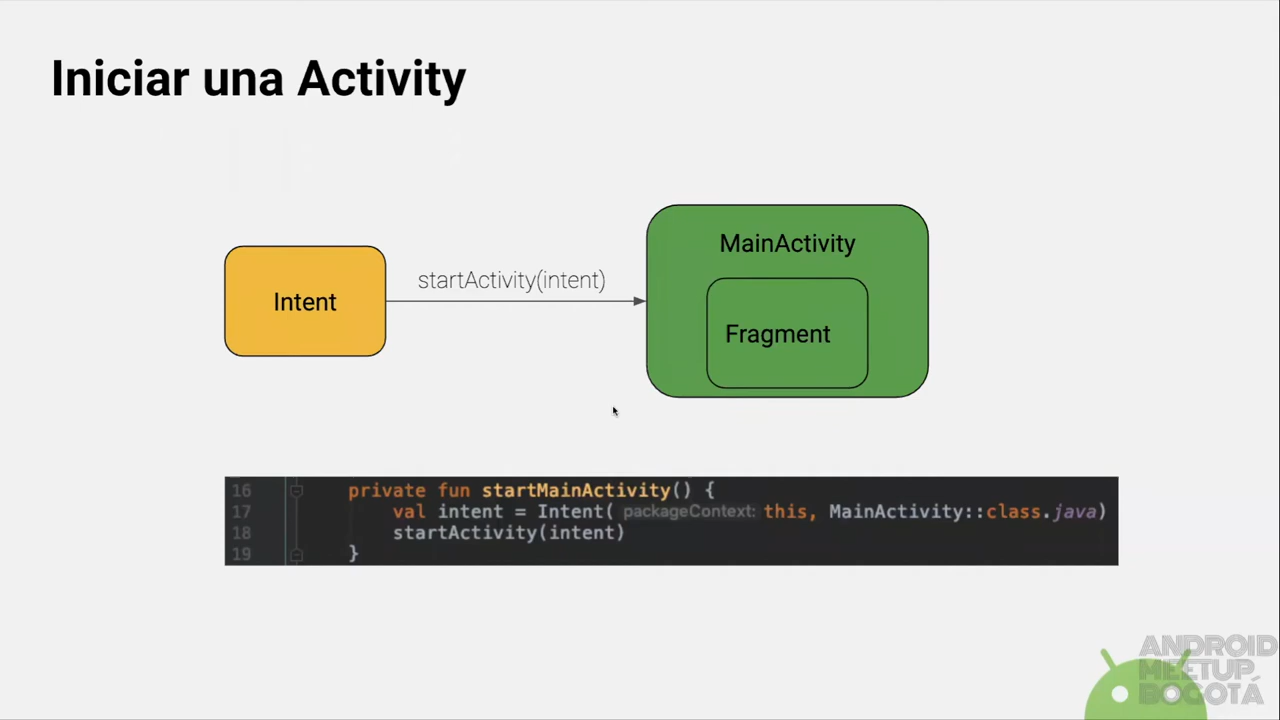 Iniciar una Activity
MainActivity
startActivity(intent)
Intent
Fragment
16 private fun startMainActivity() {
17 val intent = Intent( packageContext: this, MainActivity::class.java)
18 startActivity(intent)
19 }
ANDROID
MEETUP
BOGOTÁ